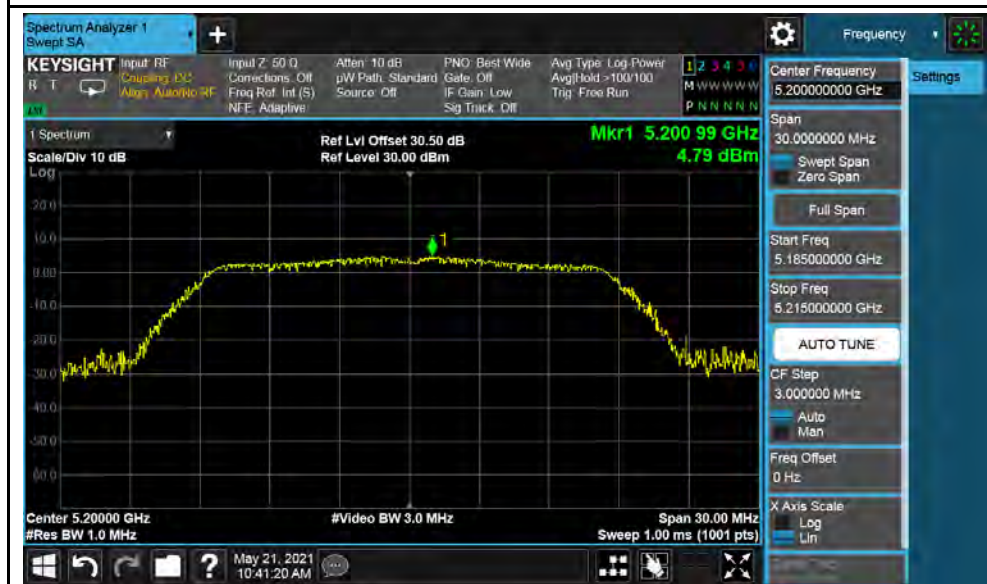 Spectrum Analyzer 1
Swept SA
+
Frequency
KEYSIGHT
Input: RF
Coupling: DC
Align: Auto/No RF
R T
Input Z: 50 Ω
Corrections: Off
Freq Ref: Int (S)
NFE: Adaptive
Atten: 10 dB
µW Path: Standard
Source: Off
PNO: Best Wide
Gate: Off
IF Gain: Low
Sig Track: Off
Avg Type: Log-Power
Avg|Hold >100/100
Trig: Free Run
1 2 3 4 5 6
M W W W W W
P N N N N N
1 Spectrum
Scale/Div 10 dB
Log
Ref Lvl Offset 30.50 dB
Ref Level 30.00 dBm
Mkr1 5.200 99 GHz
4.79 dBm
1
20.0
10.0
0.00
-10.0
-20.0
-30.0
-40.0
-50.0
-60.0
Center 5.20000 GHz
#Res BW 1.0 MHz
#Video BW 3.0 MHz
Span 30.00 MHz
Sweep 1.00 ms (1001 pts)
Center Frequency
5.200000000 GHz
Settings
Span
30.0000000 MHz
Swept Span
Zero Span
Full Span
Start Freq
5.185000000 GHz
Stop Freq
5.215000000 GHz
AUTO TUNE
CF Step
3.000000 MHz
Auto
Man
Freq Offset
0 Hz
X Axis Scale
Log
Lin
?
May 21, 2021
10:41:20 AM